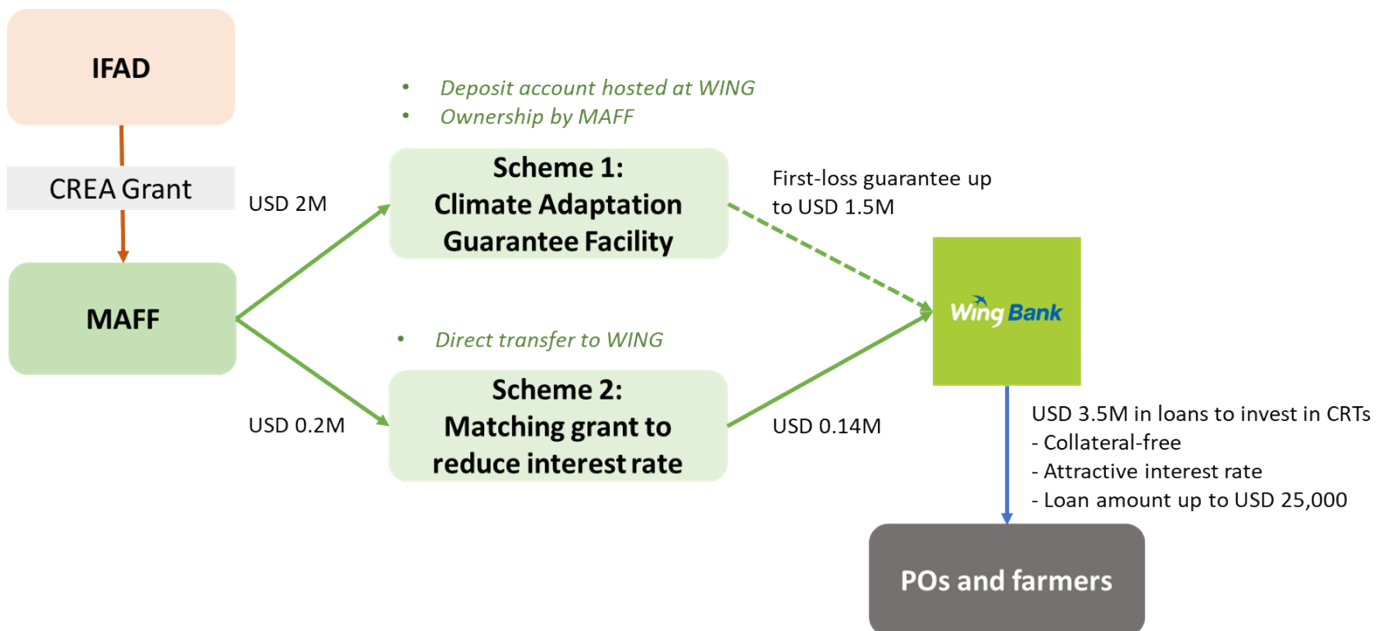 IFAD
CREA Grant
MAFF
USD 2M
USD 0.2M
• Deposit account hosted at WING
• Ownership by MAFF
Scheme 1:
Climate Adaptation
Guarantee Facility
• Direct transfer to WING
Scheme 2:
Matching grant to
reduce interest rate
First-loss guarantee up
to USD 1.5M
USD 0.14M
Wing Bank
USD 3.5M in loans to invest in CRTs
- Collateral-free
- Attractive interest rate
- Loan amount up to USD 25,000
POs and farmers